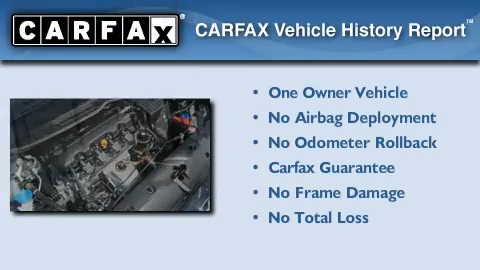 CARFAX® CARFAX Vehicle History Report™
• One Owner Vehicle
• No Airbag Deployment
• No Odometer Rollback
• Carfax Guarantee
• No Frame Damage
• No Total Loss